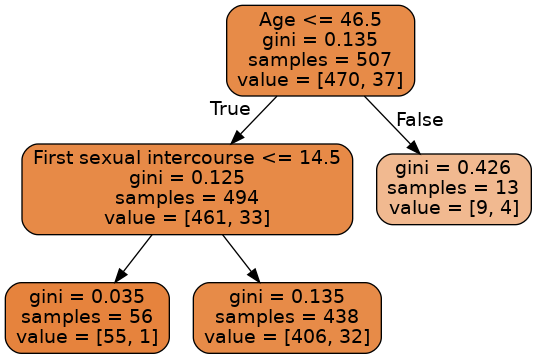 Age <= 46.5
gini = 0.135
samples = 507
value = [470, 37]
True
False
First sexual intercourse <= 14.5
gini = 0.125
samples = 494
value = [461, 33]
gini = 0.426
samples = 13
value = [9, 4]
gini = 0.035
samples = 56
value = [55, 1]
gini = 0.135
samples = 438
value = [406, 32]